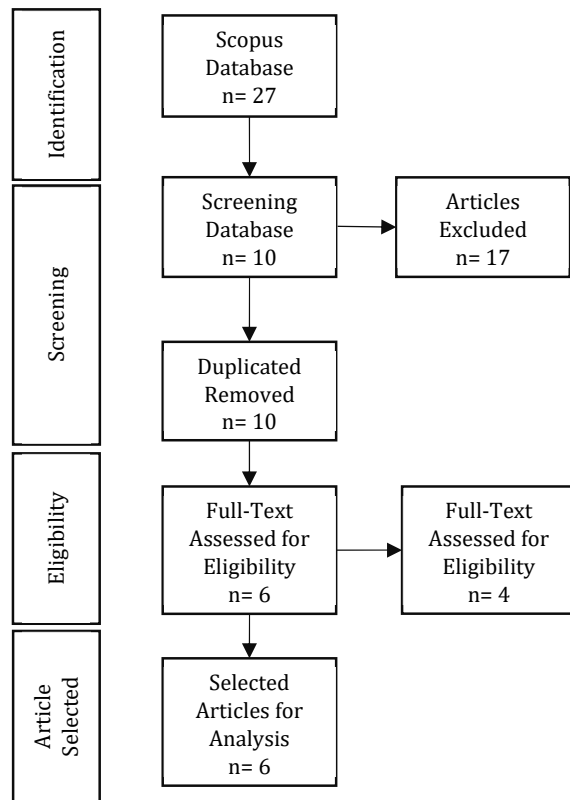 Identification
Scopus
Database
n= 27
Screening
Screening
Database
n= 10
Articles
Excluded
n= 17
Duplicated
Removed
n= 10
Eligibility
Full-Text
Assessed for
Eligibility
n= 6
Full-Text
Assessed for
Eligibility
n= 4
Article
Selected
Selected
Articles for
Analysis
n= 6